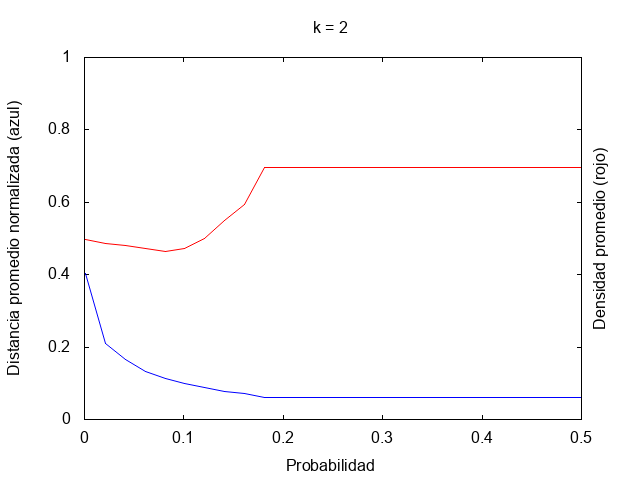 k = 2
Distancia promedio normalizada (azul)
1
0.8
0.6
0.4
0.2
0
0 0.1 0.2 0.3 0.4 0.5
Probabilidad
Densidad promedio (rojo)